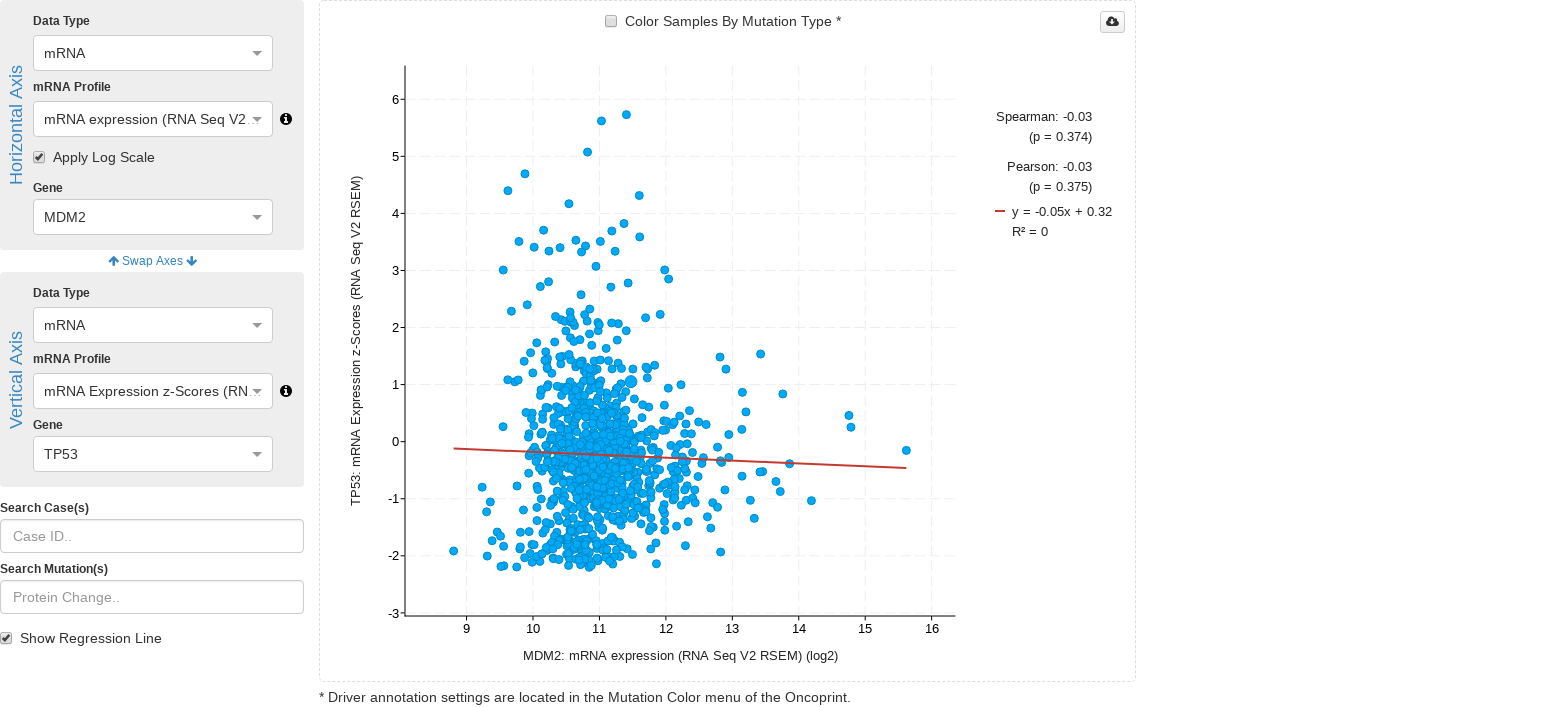 Horizontal Axis
Data Type
mRNA
mRNA Profile
mRNA expression (RNA Seq V2…
Apply Log Scale
Gene
MDM2
Swap Axes
Vertical Axis
Data Type
mRNA
mRNA Profile
mRNA Expression z-Scores (RN…
Gene
TP53
Search Case(s)
Case ID..
Search Mutation(s)
Protein Change..
Show Regression Line
Color Samples By Mutation Type *
TP53: mRNA Expression z-Scores (RNA Seq V2 RSEM)
6
5
4
3
2
1
0
-1
-2
-3
9 10 11 12 13 14 15 16
MDM2: mRNA expression (RNA Seq V2 RSEM) (log2)
Spearman: -0.03
(p = 0.374)
Pearson: -0.03
(p = 0.375)
y = -0.05x + 0.32
R² = 0
* Driver annotation settings are located in the Mutation Color menu of the Oncoprint.